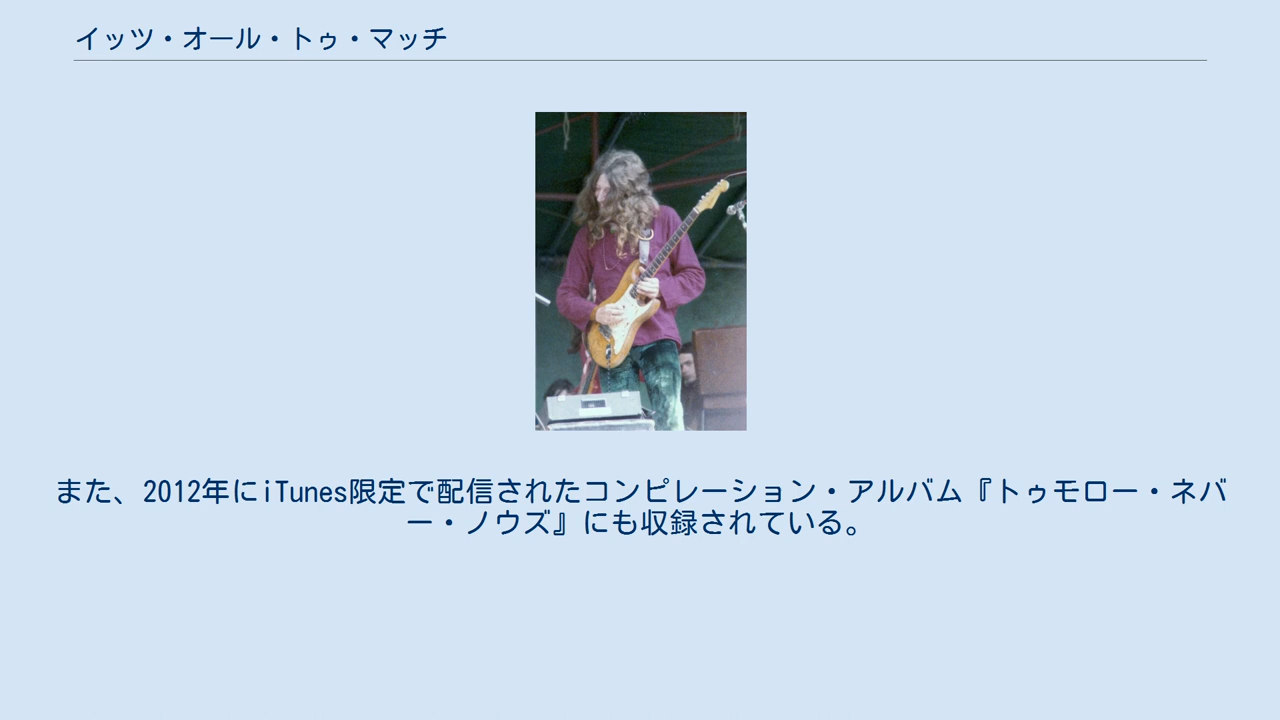 イッツ・オール・トゥ・マッチ
また、2012年にiTunes限定で配信されたコンピレーション・アルバム『トゥモロー・ネバ
ー・ノウズ』にも収録されている。